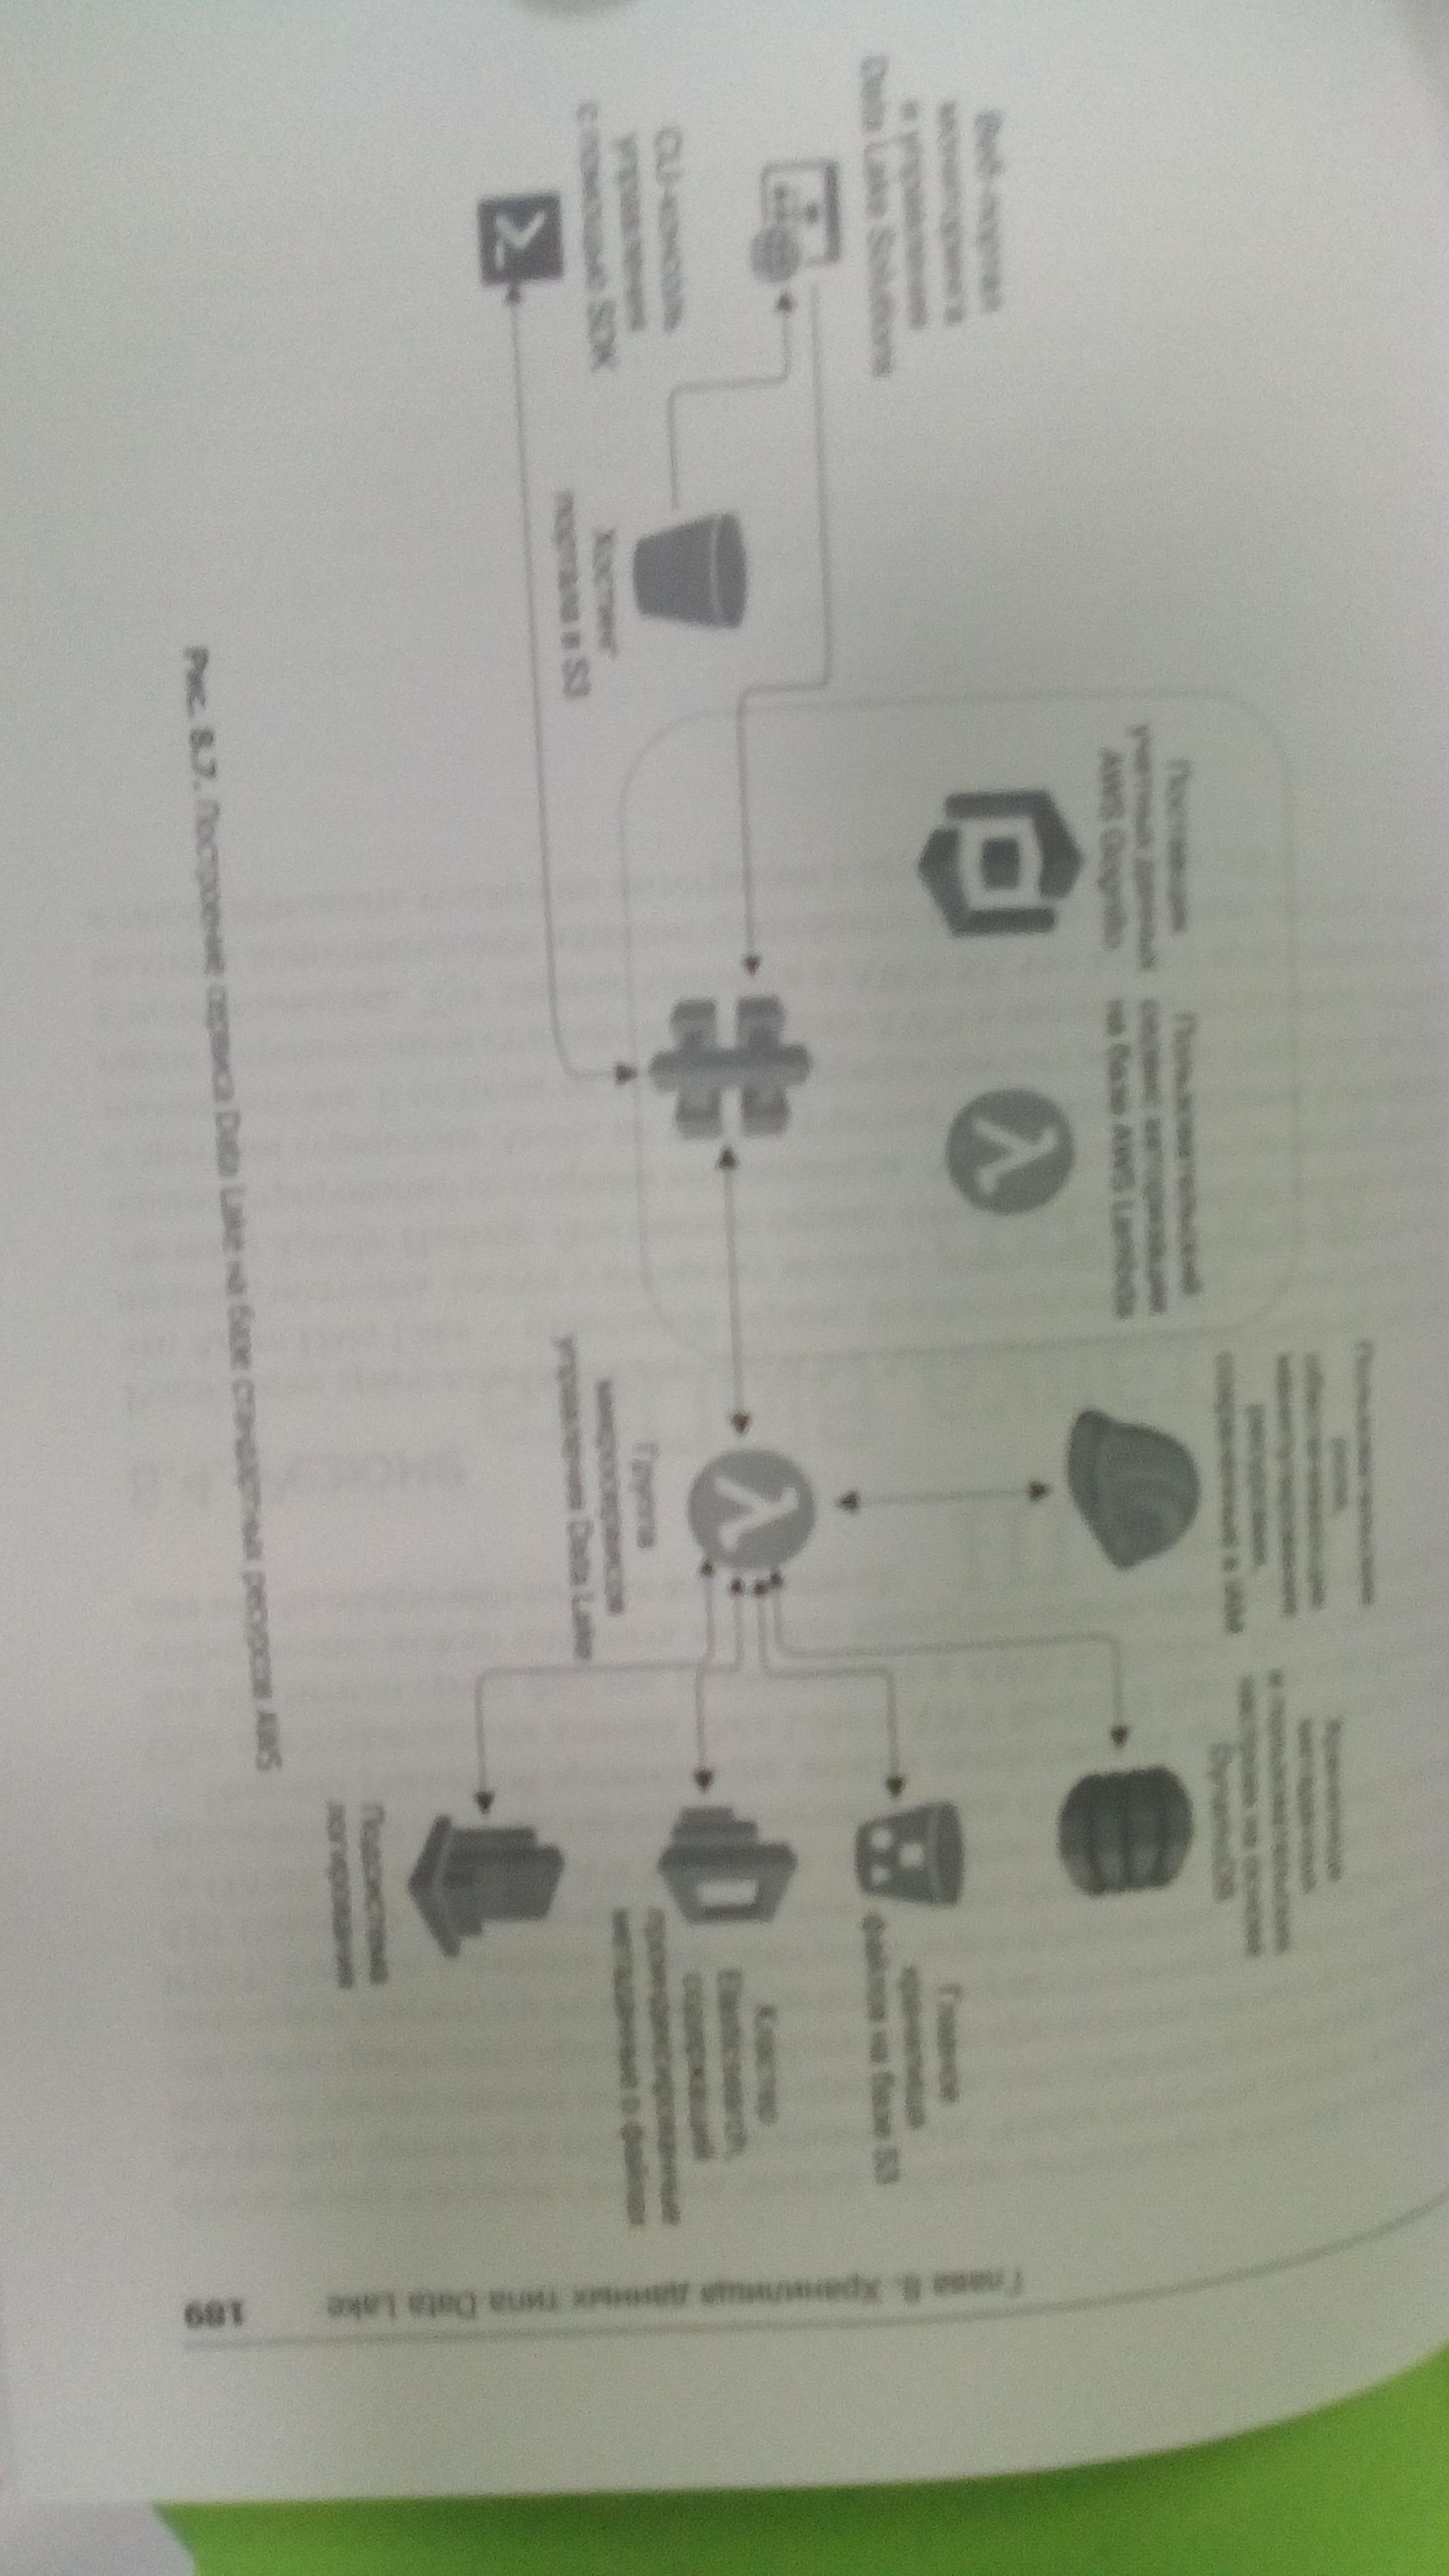 Глава 8. Хранилища данных типа Data Lake 189
Веб-портал
мониторинга
и управления
Data Lake Solutions
CLI-консоль
управления
с помощью SDK
Хостинг
портала в S3
Поставщик
учетных данных
AWS Cognito
Пользовательский
сервис авторизации
на базе AWS Lambda
Пользовательские
роли,
обеспечивающие
манипулирование
ресурсами,
сохраненные в IAM
Группа
микросервисов
управления Data Lake
Хранилище
метаданных
и пользовательских
настроек на основе
DynamoDB
Главное
хранилище
файлов на базе S3
Кластер
Elasticsearch,
содержащий
проиндексированные
метаданные о файлах
Подсистема
логирования
Рис. 8.7. Построение сервиса Data Lake на базе стандартных ресурсов AWS